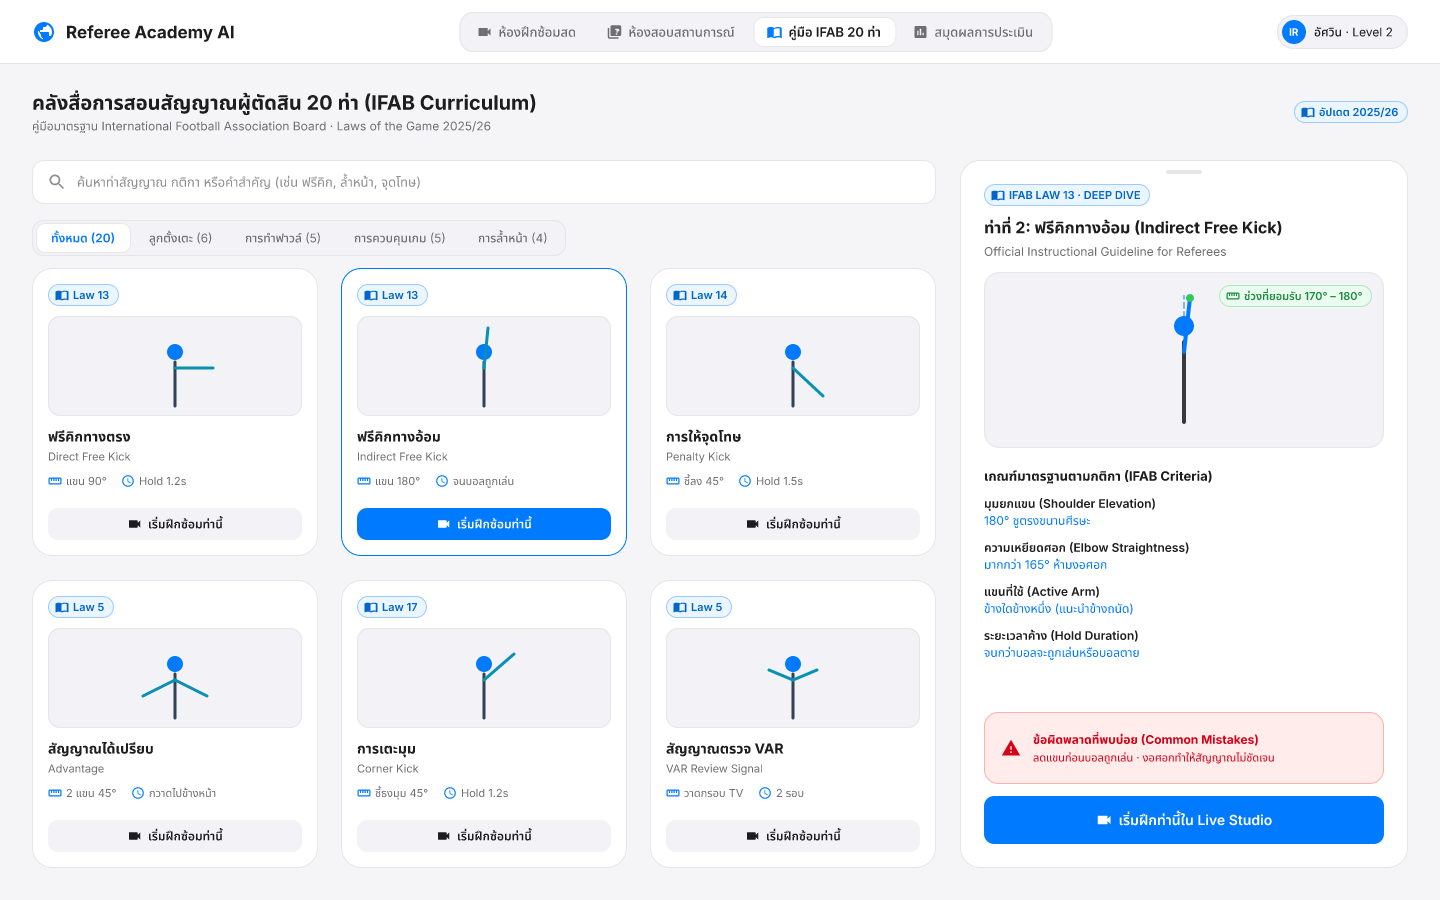 Referee Academy AI
ห้องฝึกซ้อมสด
ห้องสอบสถานการณ์
คู่มือ IFAB 20 ท่า
สมุดผลการประเมิน
IR
อัศวิน · Level 2
คลังสื่อการสอนสัญญาณผู้ตัดสิน 20 ท่า (IFAB Curriculum)
คู่มือมาตรฐาน International Football Association Board · Laws of the Game 2025/26
อัปเดต 2025/26
ค้นหาท่าสัญญาณ กติกา หรือคำสำคัญ (เช่น ฟรีคิก, ล้ำหน้า, จุดโทษ)
ทั้งหมด (20)
ลูกตั้งเตะ (6)
การทำฟาวล์ (5)
การควบคุมเกม (5)
การล้ำหน้า (4)
Law 13
ฟรีคิกทางตรง
Direct Free Kick
แขน 90°
Hold 1.2s
เริ่มฝึกซ้อมท่านี้
Law 13
ฟรีคิกทางอ้อม
Indirect Free Kick
แขน 180°
จนบอลถูกเล่น
เริ่มฝึกซ้อมท่านี้
Law 14
การให้จุดโทษ
Penalty Kick
ชี้ลง 45°
Hold 1.5s
เริ่มฝึกซ้อมท่านี้
Law 5
สัญญาณได้เปรียบ
Advantage
2 แขน 45°
กวาดไปข้างหน้า
เริ่มฝึกซ้อมท่านี้
Law 17
การเตะมุม
Corner Kick
ชี้ธงมุม 45°
Hold 1.2s
เริ่มฝึกซ้อมท่านี้
Law 5
สัญญาณตรวจ VAR
VAR Review Signal
วาดกรอบ TV
2 รอบ
เริ่มฝึกซ้อมท่านี้
IFAB LAW 13 · DEEP DIVE
ท่าที่ 2: ฟรีคิกทางอ้อม (Indirect Free Kick)
Official Instructional Guideline for Referees
ช่วงที่ยอมรับ 170° – 180°
เกณฑ์มาตรฐานตามกติกา (IFAB Criteria)
มุมยกแขน (Shoulder Elevation)
180° ชูตรงขนานศีรษะ
ความเหยียดศอก (Elbow Straightness)
มากกว่า 165° ห้ามงอศอก
แขนที่ใช้ (Active Arm)
ข้างใดข้างหนึ่ง (แนะนำข้างถนัด)
ระยะเวลาค้าง (Hold Duration)
จนกว่าบอลจะถูกเล่นหรือบอลตาย
ข้อผิดพลาดที่พบบ่อย (Common Mistakes)
ลดแขนก่อนบอลถูกเล่น · งอศอกทำให้สัญญาณไม่ชัดเจน
เริ่มฝึกท่านี้ใน Live Studio